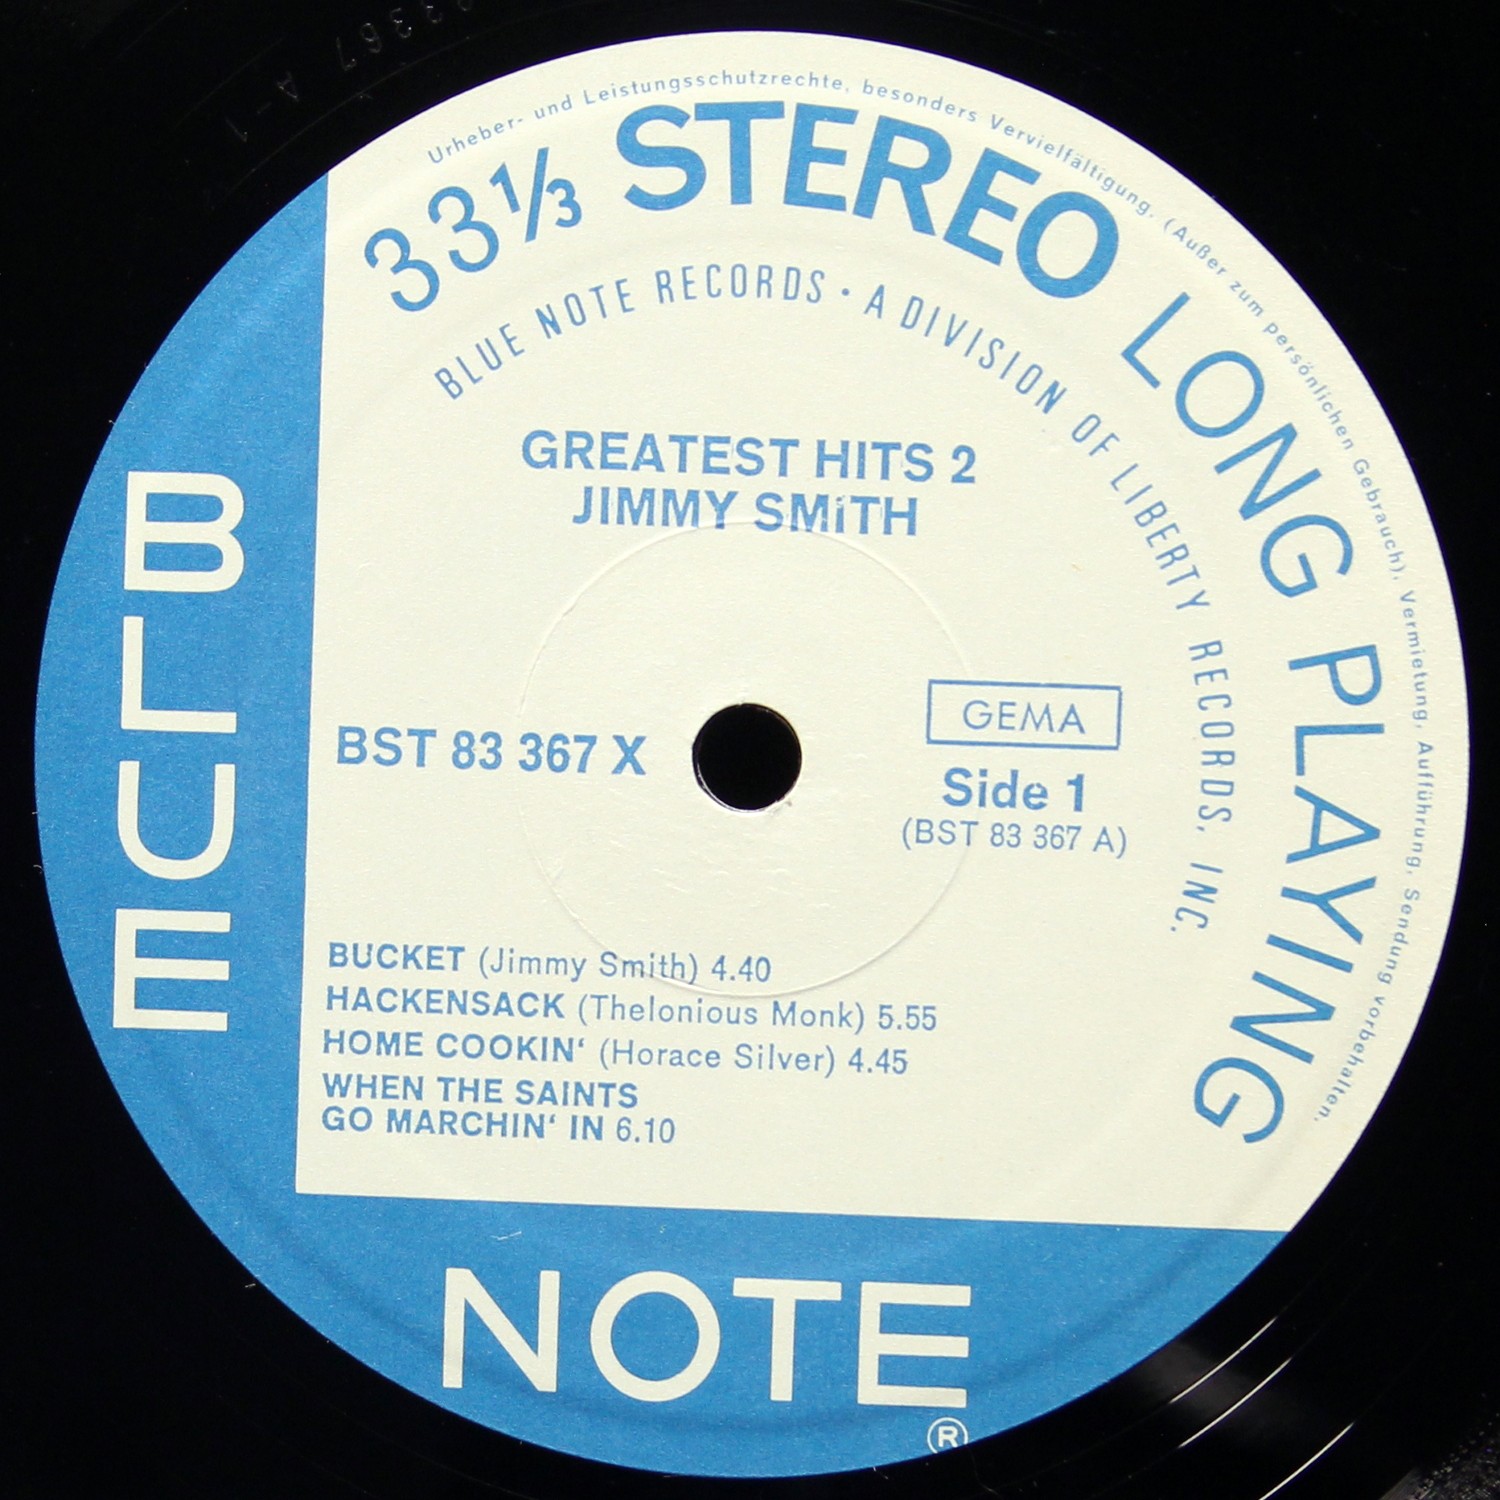 33367 A-1
Urheber- und Leistungsschutzrechte, besonders Vervielfältigung, (Außer zum persönlichen Gebrauch), Vermietung, Aufführung, Sendung vorbehalten.
33⅓ STEREO LONG PLAYING
BLUE NOTE RECORDS · A DIVISION OF LIBERTY RECORDS, INC.
GREATEST HITS 2
JIMMY SMiTH
BST 83 367 X
GEMA
Side 1
(BST 83 367 A)
BUCKET (Jimmy Smith) 4.40
HACKENSACK (Thelonious Monk) 5.55
HOME COOKIN‘ (Horace Silver) 4.45
WHEN THE SAINTS
GO MARCHIN‘ IN 6.10
BLUE
NOTE
®